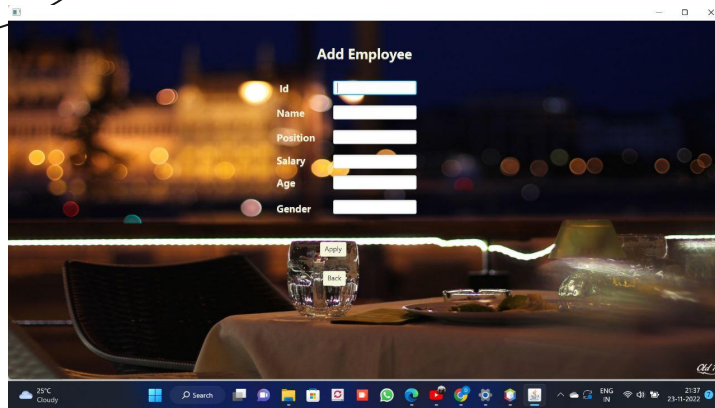 Add Employee
Id
Name
Position
Salary
Age
Gender
Apply
Back
25°C
Cloudy
Search
ENG
IN
21:37
23-11-2022